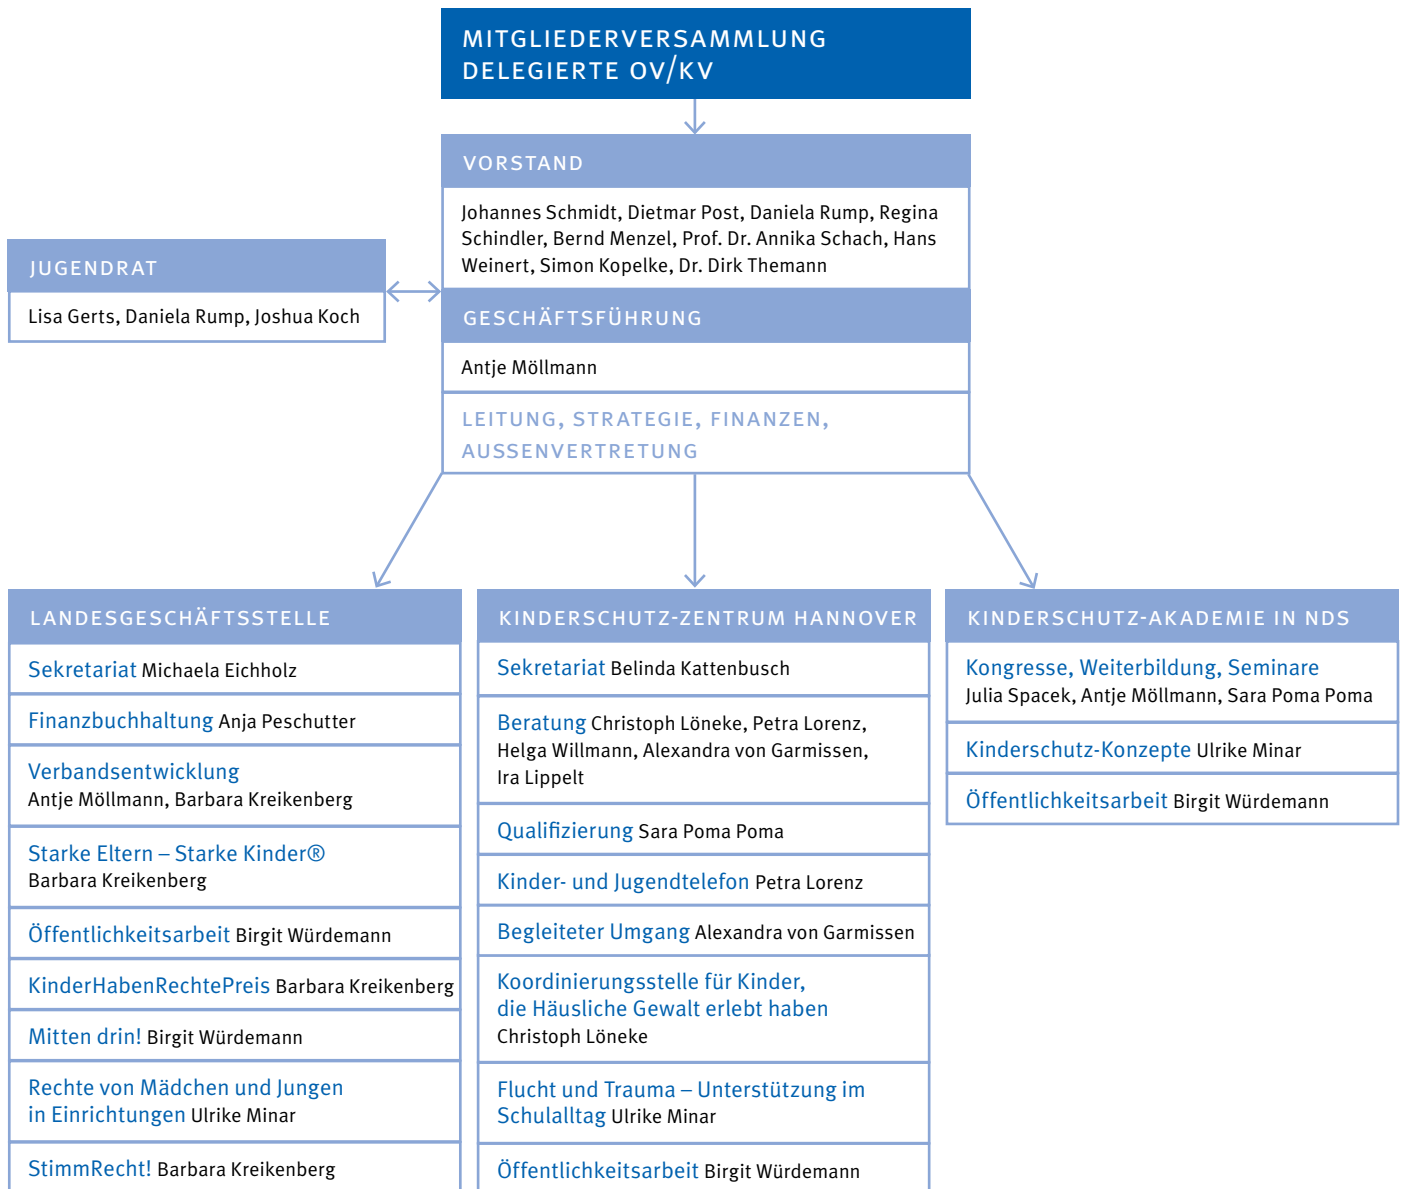 MITGLIEDERVERSAMMLUNG
DELEGIERTE OV/KV
VORSTAND
Johannes Schmidt, Dietmar Post, Daniela Rump, Regina
Schindler, Bernd Menzel, Prof. Dr. Annika Schach, Hans
Weinert, Simon Kopelke, Dr. Dirk Themann
JUGENDRAT
Lisa Gerts, Daniela Rump, Joshua Koch
GESCHÄFTSFÜHRUNG
Antje Möllmann
LEITUNG, STRATEGIE, FINANZEN,
AUSSENVERTRETUNG
LANDESGESCHÄFTSSTELLE
Sekretariat Michaela Eichholz
Finanzbuchhaltung Anja Peschutter
Verbandsentwicklung
Antje Möllmann, Barbara Kreikenberg
Starke Eltern – Starke Kinder®
Barbara Kreikenberg
Öffentlichkeitsarbeit Birgit Würdemann
KinderHabenRechtePreis Barbara Kreikenberg
Mitten drin! Birgit Würdemann
Rechte von Mädchen und Jungen
in Einrichtungen Ulrike Minar
StimmRecht! Barbara Kreikenberg
KINDERSCHUTZ-ZENTRUM HANNOVER
Sekretariat Belinda Kattenbusch
Beratung Christoph Löneke, Petra Lorenz,
Helga Willmann, Alexandra von Garmissen,
Ira Lippelt
Qualifizierung Sara Poma Poma
Kinder- und Jugendtelefon Petra Lorenz
Begleiteter Umgang Alexandra von Garmissen
Koordinierungsstelle für Kinder,
die Häusliche Gewalt erlebt haben
Christoph Löneke
Flucht und Trauma – Unterstützung im
Schulalltag Ulrike Minar
Öffentlichkeitsarbeit Birgit Würdemann
KINDERSCHUTZ-AKADEMIE IN NDS
Kongresse, Weiterbildung, Seminare
Julia Spacek, Antje Möllmann, Sara Poma Poma
Kinderschutz-Konzepte Ulrike Minar
Öffentlichkeitsarbeit Birgit Würdemann